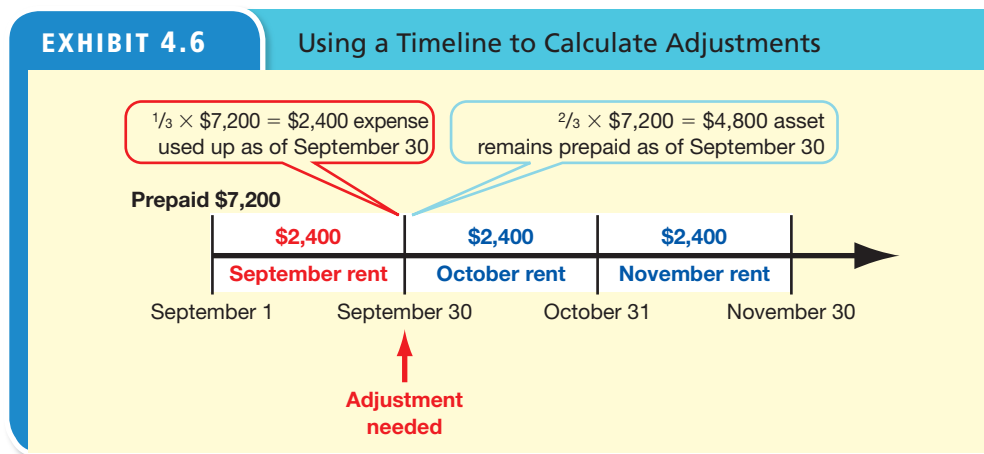 EXHIBIT 4.6
Using a Timeline to Calculate Adjustments
1/3 × $7,200 = $2,400 expense
used up as of September 30
2/3 × $7,200 = $4,800 asset
remains prepaid as of September 30
Prepaid $7,200
$2,400 $2,400 $2,400
September rent October rent November rent
September 1 September 30 October 31 November 30
Adjustment
needed